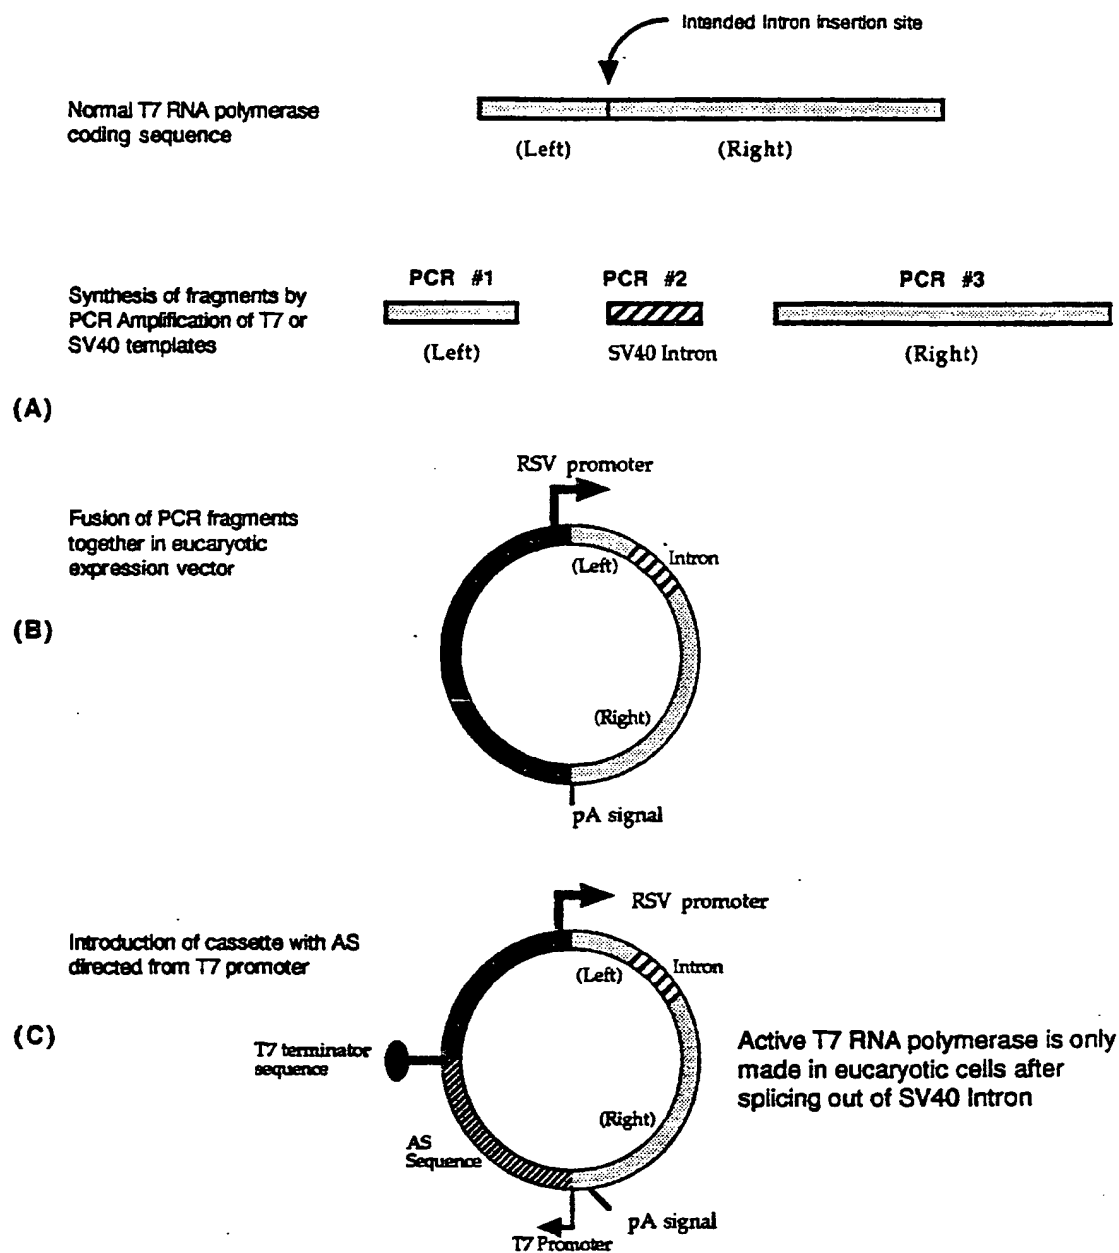 Intended Intron insertion site
Normal T7 RNA polymerase
coding sequence
(Left)
(Right)
PCR #1
PCR #2
PCR #3
Synthesis of fragments by
PCR Amplification of T7 or
SV40 templates
(Left)
SV40 Intron
(Right)
(A)
RSV promoter
Fusion of PCR fragments
together in eucaryotic
expression vector
(Left)
Intron
(B)
(Right)
pA signal
RSV promoter
Introduction of cassette with AS
directed from T7 promoter
(Left)
Intron
(C)
T7 terminator
sequence
Active T7 RNA polymerase is only
made in eucaryotic cells after
splicing out of SV40 Intron
(Right)
AS
Sequence
pA signal
T7 Promoter